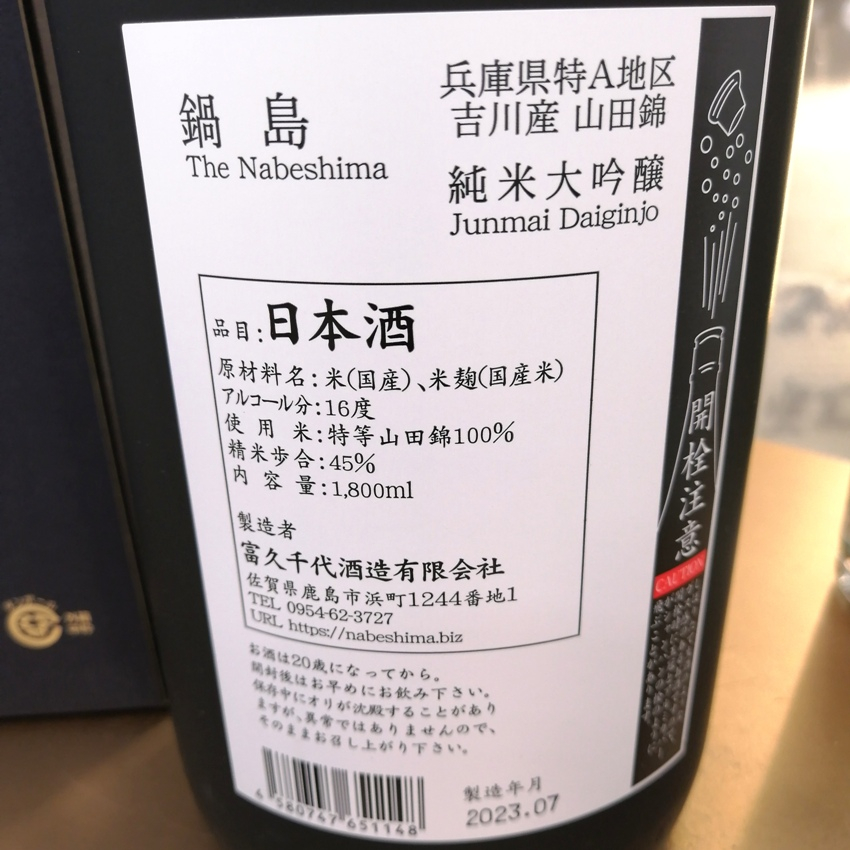 鍋島
The Nabeshima
兵庫県特A地区
吉川産 山田錦
純米大吟醸
Junmai Daiginjo
品目:日本酒
原材料名:米(国産)、米麹(国産米)
アルコール分:16度
使用米:特等山田錦100%
精米歩合:45%
内容量:1,800ml
製造者
富久千代酒造有限会社
佐賀県鹿島市浜町1244番地1
TEL 0954-62-3727
URL https://nabeshima.biz
お酒は20歳になってから。
開封後はお早めにお飲み下さい。
保存中にオリが沈殿することがあり
ますが、異常ではありませんので、
そのままお召し上がり下さい。
4 580747 651148
製造年月
2023.07
開栓注意
CAUTION